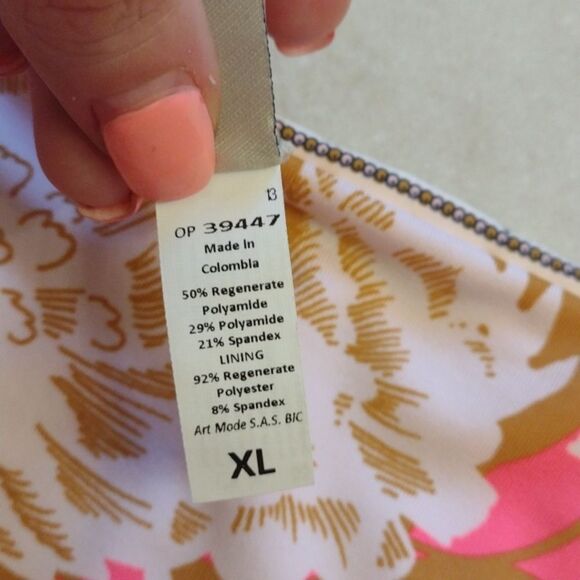 13
OP 39447
Made In
Colombia
50% Regenerate
Polyamide
29% Polyamide
21% Spandex
LINING
92% Regenerate
Polyester
8% Spandex
Art Mode S.A.S. BIC
XL